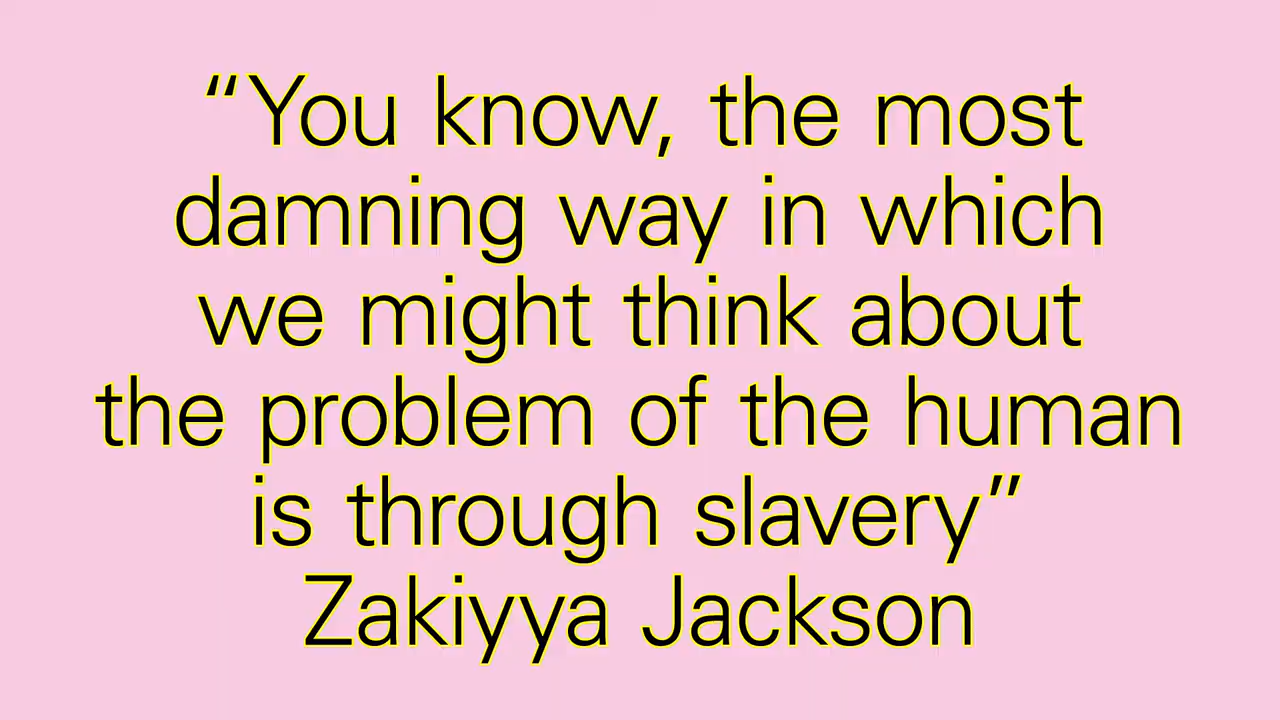 “You know, the most
damning way in which
we might think about
the problem of the human
is through slavery”
Zakiyya Jackson